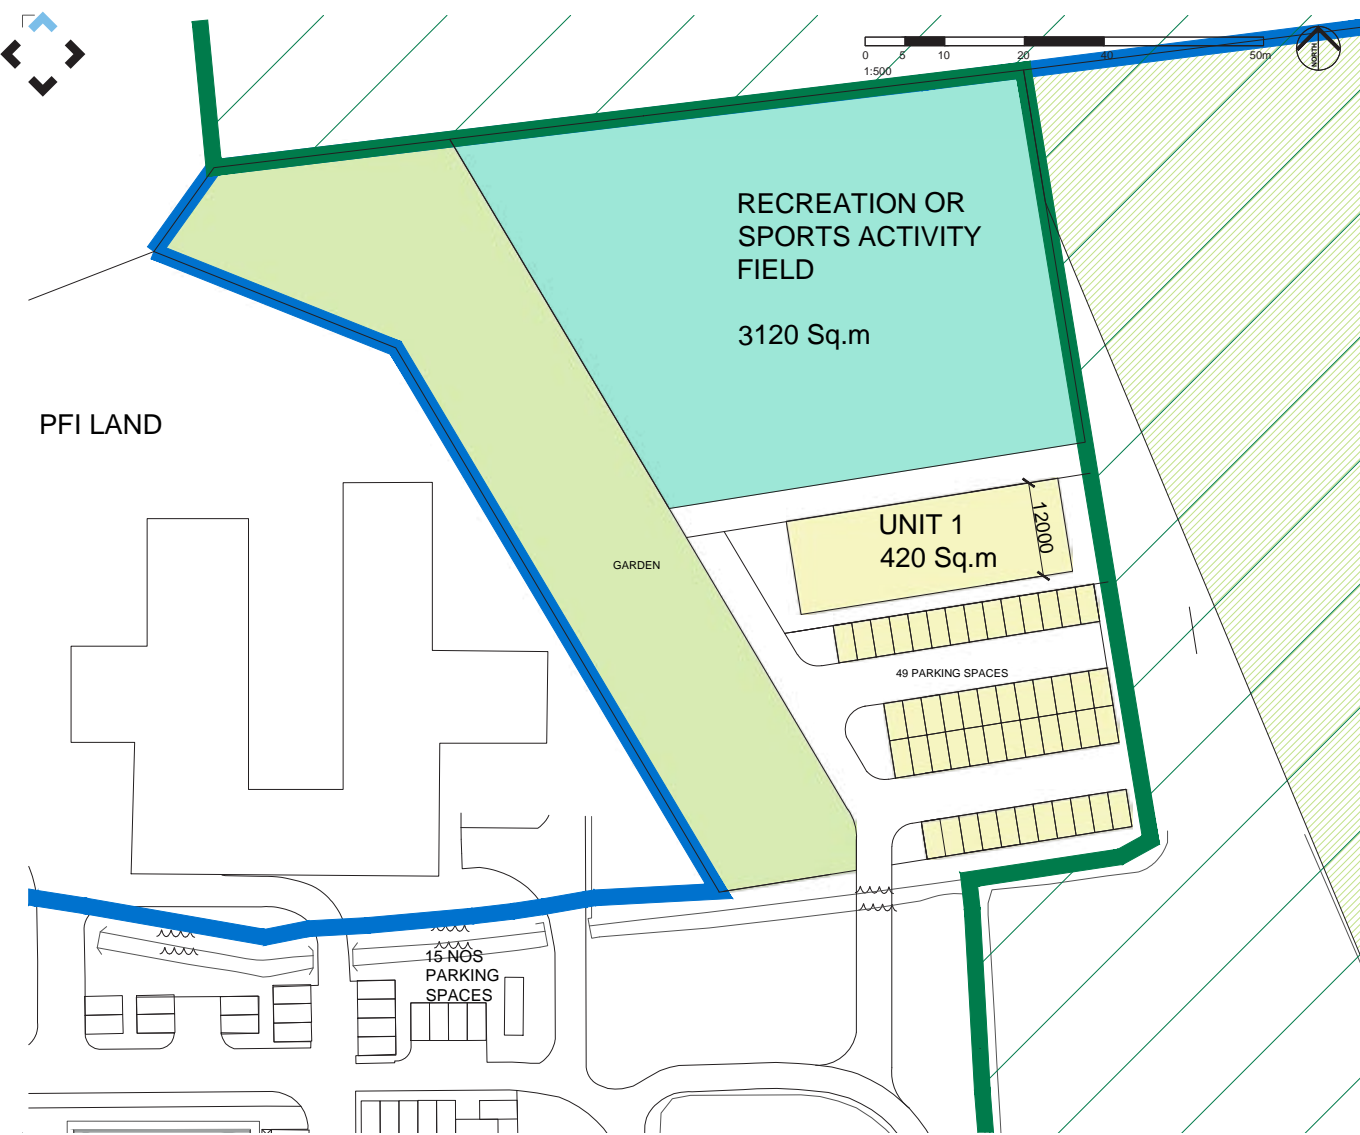 0 5 10 20 40 50m
1:500
NORTH
RECREATION OR
SPORTS ACTIVITY
FIELD
3120 Sq.m
PFI LAND
UNIT 1
420 Sq.m
12000
GARDEN
49 PARKING SPACES
15 NOS
PARKING
SPACES